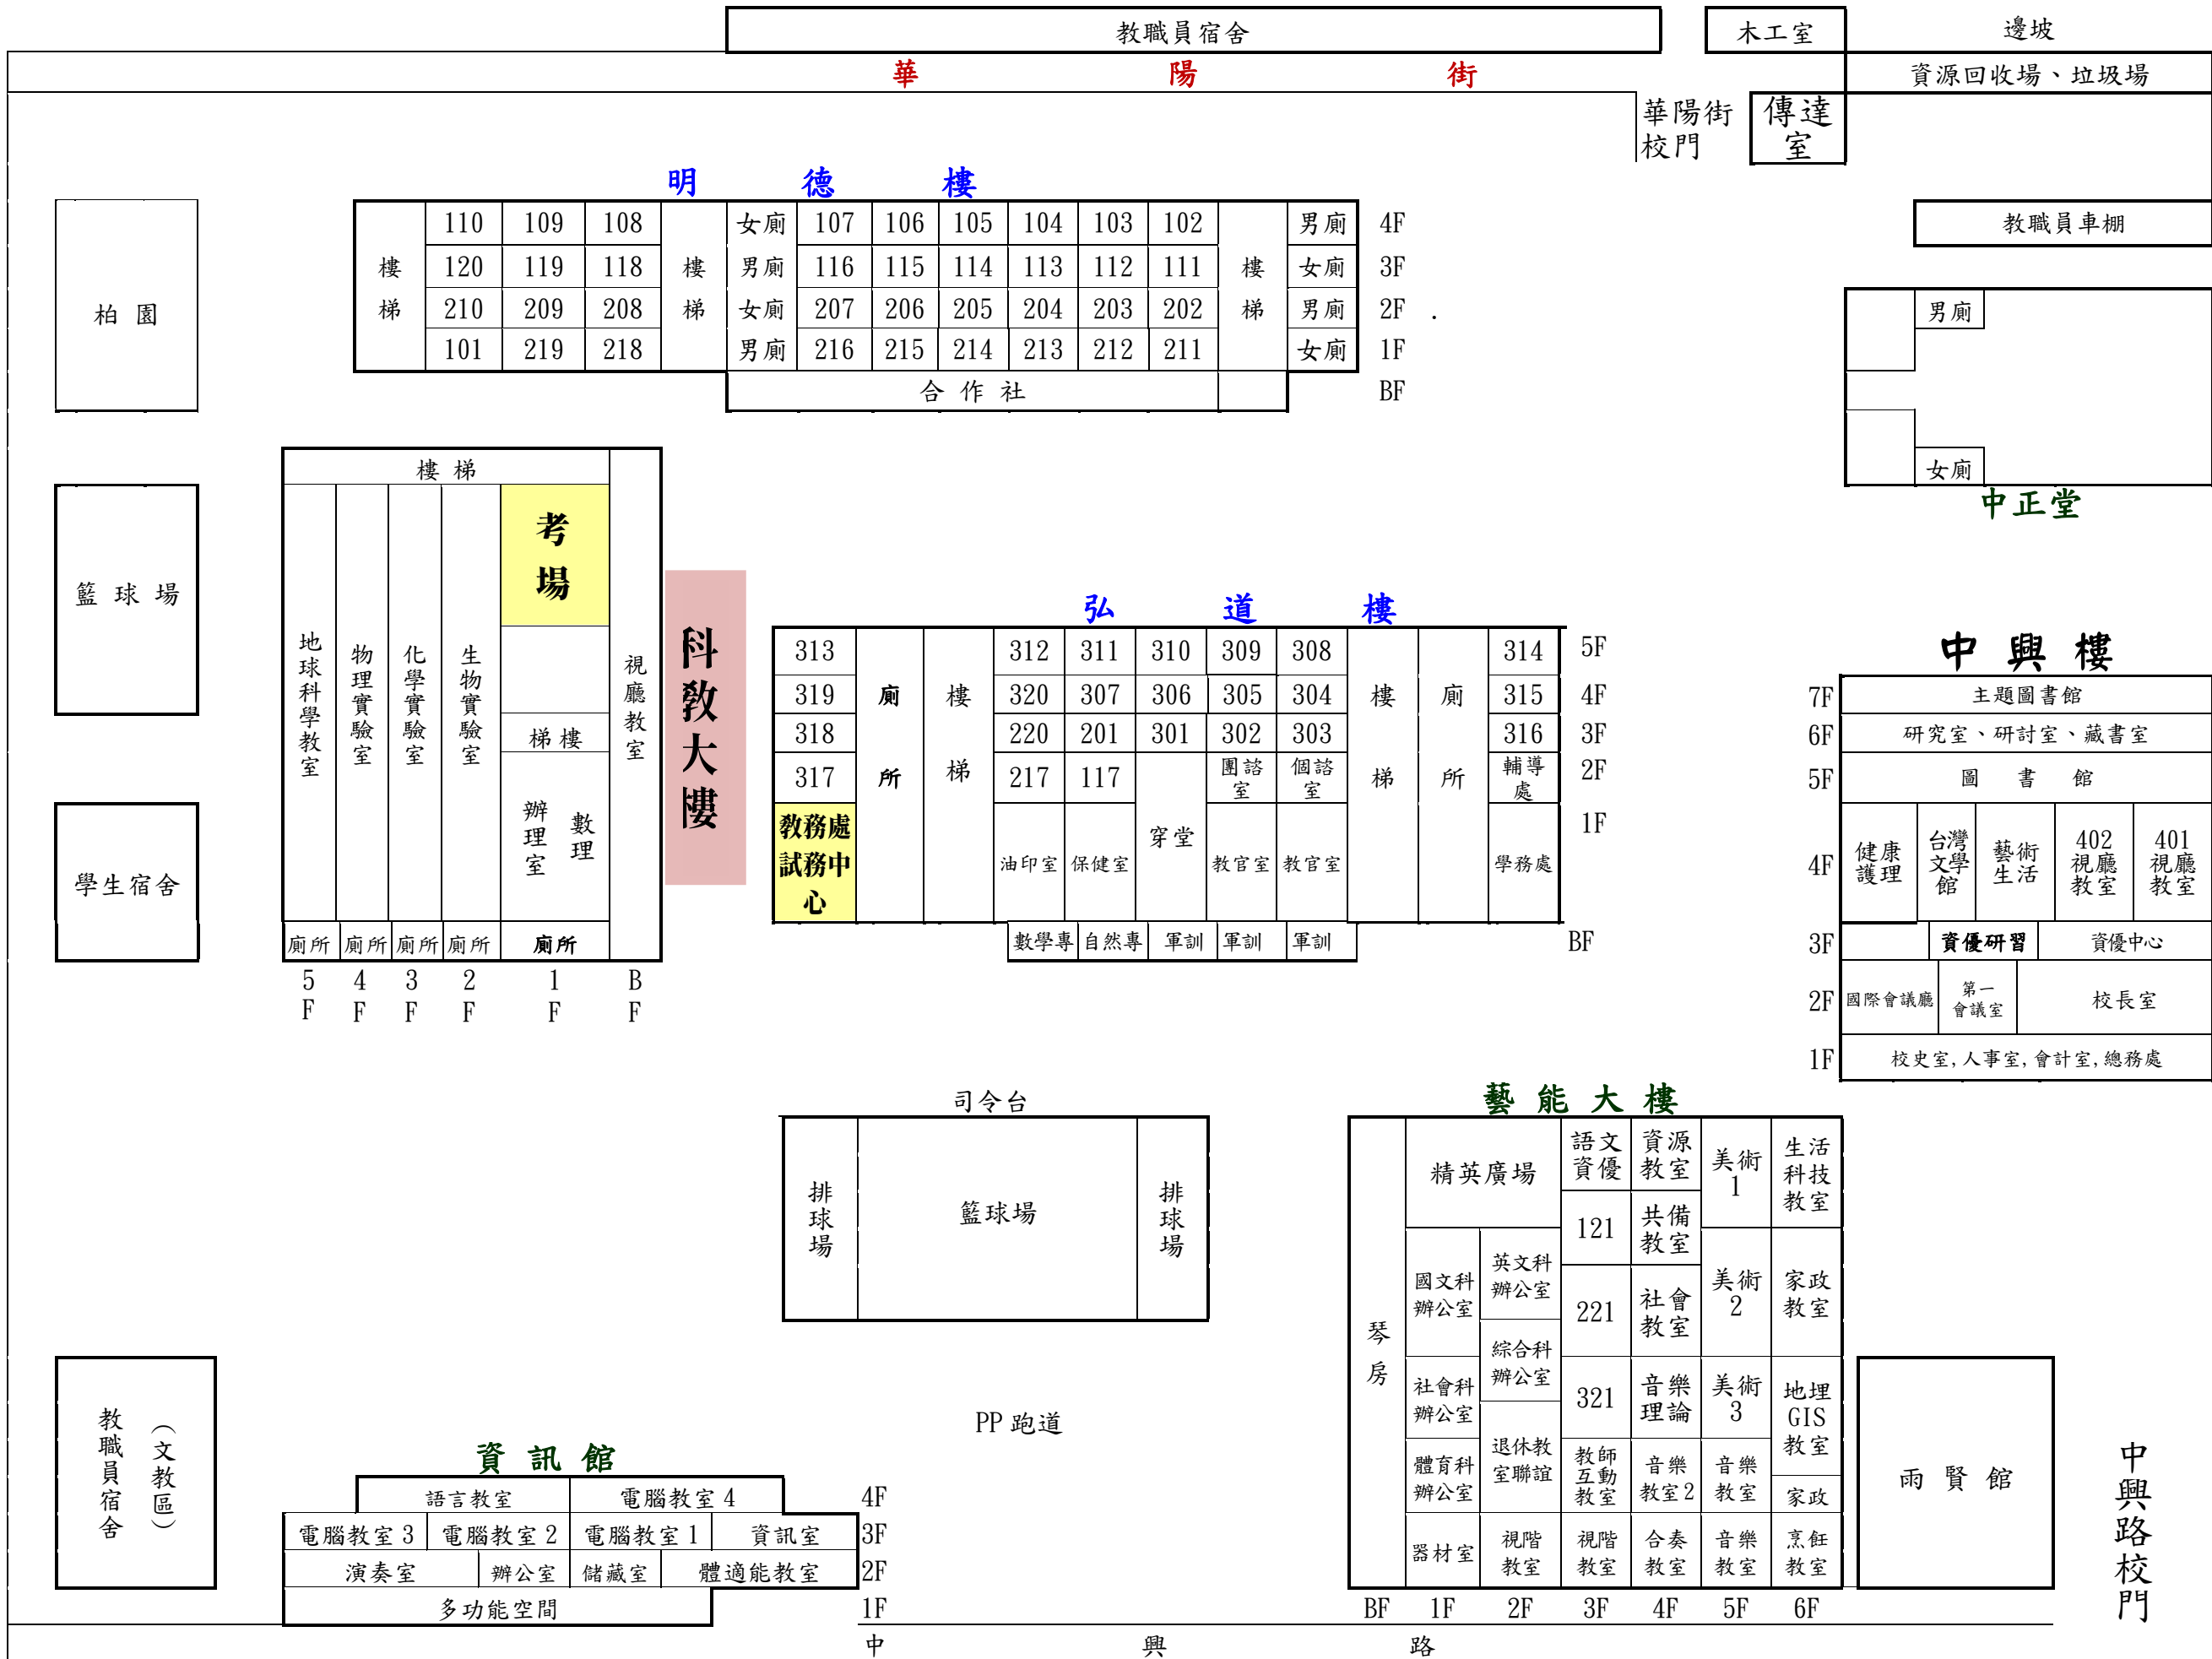 教職員宿舍
木工室
邊坡
華陽街
資源回收場、垃圾場
華陽街
校門
傳達
室
明德樓
柏園
樓梯
110 109 108
樓梯
女廁 107 106 105 104 103 102
樓梯
男廁 4F
120 119 118 男廁 116 115 114 113 112 111 女廁 3F
210 209 208 女廁 207 206 205 204 203 202 男廁 2F .
101 219 218 男廁 216 215 214 213 212 211 女廁 1F
合作社 BF
教職員車棚
男廁
女廁
中正堂
籃球場
學生宿舍
樓梯
地球科學教室
物理實驗室
化學實驗室
生物實驗室
考
場
梯樓
數理
辦理室
視廳教室
廁所 廁所 廁所 廁所 廁所
5F 4F 3F 2F 1F BF
科教大樓
弘道樓
313 廁所 樓梯 312 311 310 309 308 樓梯 廁所 314 5F
319 320 307 306 305 304 315 4F
318 220 201 301 302 303 316 3F
317 217 117 穿堂 團諮室 個諮室 輔導處 2F
教務處
試務中
心
油印室 保健室 教官室 教官室 學務處 1F
數學專 自然專 軍訓 軍訓 軍訓 BF
中興樓
7F 主題圖書館
6F 研究室、研討室、藏書室
5F 圖書館
4F 健康護理 台灣文學館 藝術生活 402視廳教室 401視廳教室
3F 資優研習 資優中心
2F 國際會議廳 第一會議室 校長室
1F 校史室,人事室,會計室,總務處
司令台
排球場 籃球場 排球場
PP 跑道
藝能大樓
琴房
精英廣場
國文科
辦公室
社會科
辦公室
體育科
辦公室
器材室
英文科
辦公室
綜合科
辦公室
退休教
室聯誼
視階
教室
語文
資優
121
221
321
教師
互動
教室
視階
教室
資源
教室
共備
教室
社會
教室
音樂
理論
音樂
教室2
合奏
教室
美術
1
美術
2
美術
3
音樂
教室
音樂
教室
生活
科技
教室
家政
教室
地理
GIS
教室
家政
烹飪
教室
BF 1F 2F 3F 4F 5F 6F
雨賢館
中興路校門
(文教區)
教職員宿舍
資訊館
語言教室 電腦教室 4 4F
電腦教室 3 電腦教室 2 電腦教室 1 資訊室 3F
演奏室 辦公室 儲藏室 體適能教室 2F
多功能空間 1F
中興路